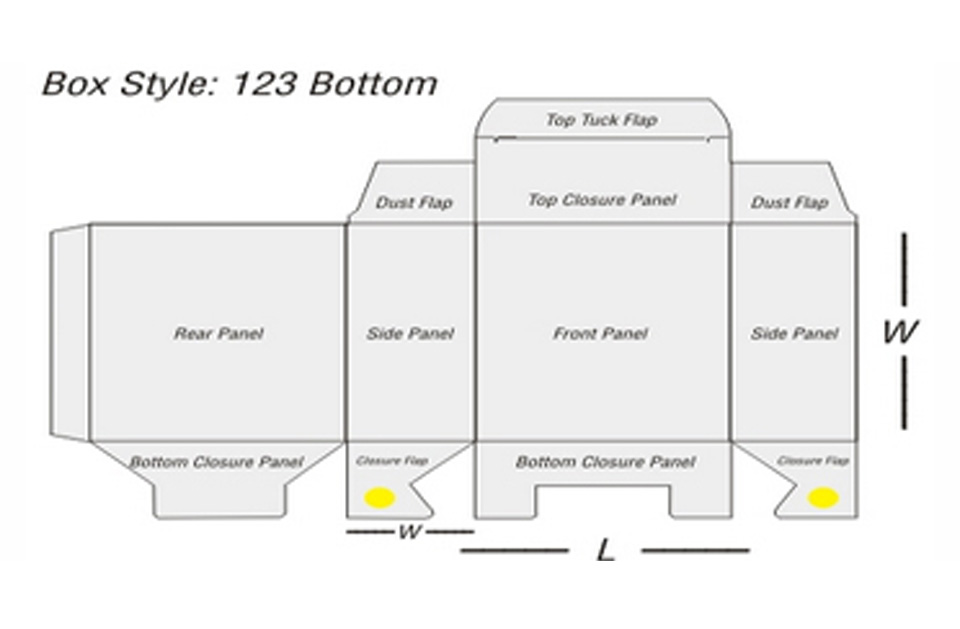 Box Style: 123 Bottom
Top Tuck Flap
Dust Flap
Top Closure Panel
Dust Flap
Rear Panel
Side Panel
Front Panel
Side Panel
W
Bottom Closure Panel
Closure Flap
Bottom Closure Panel
Closure Flap
W
L